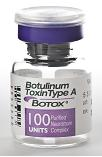 Botulinum
Toxin Type A
BOTOX®
100 Purified
Neurotoxin
UNITS Complex